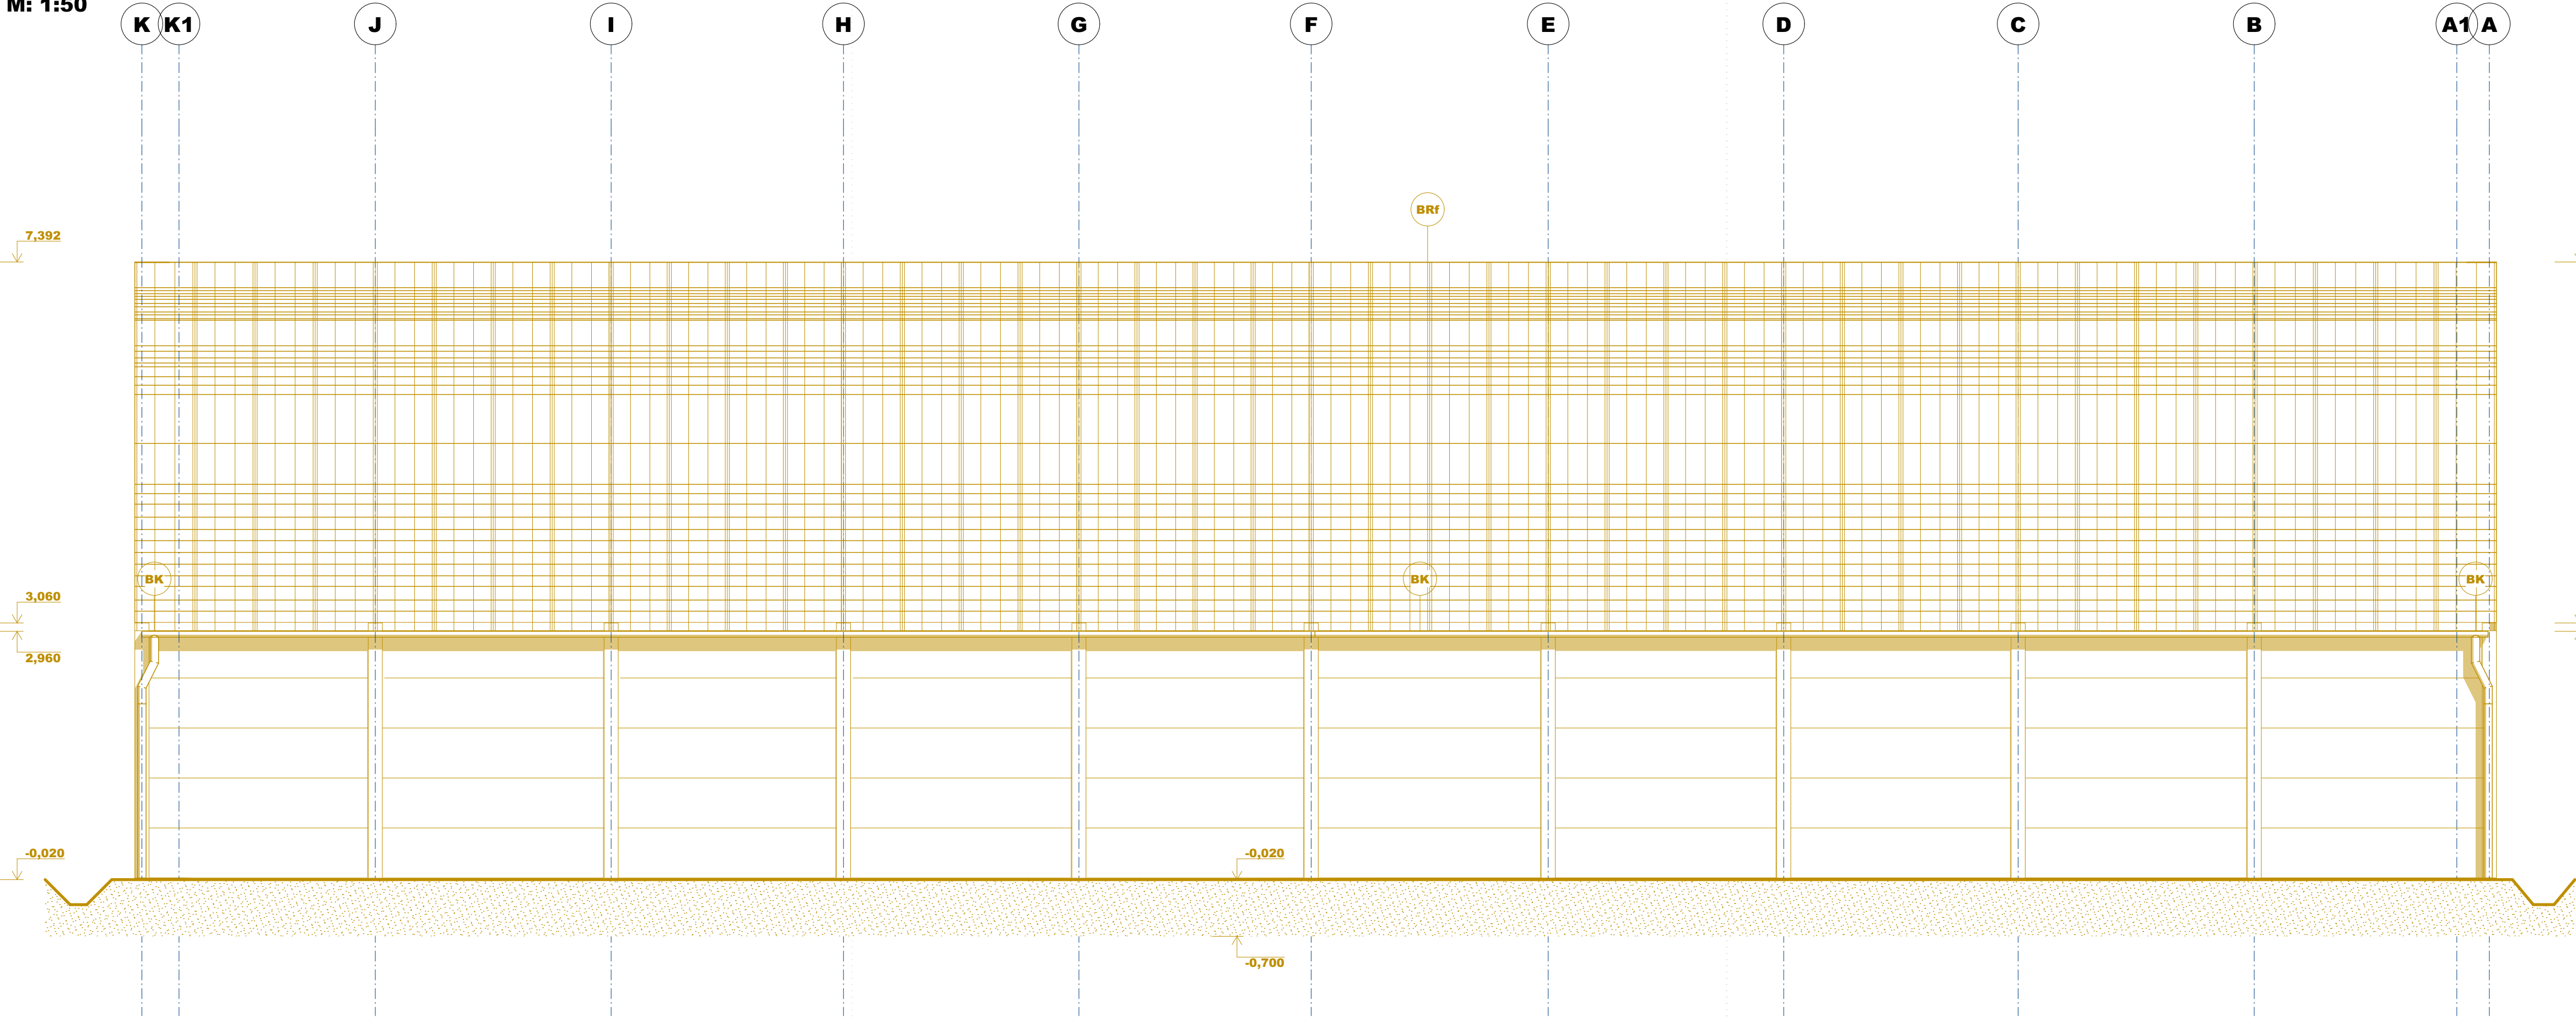 M: 1:50
K K1 J I H G F E D C B A1 A
BRf
7,392
BK BK BK
3,060
2,960
-0,020 -0,020
-0,700